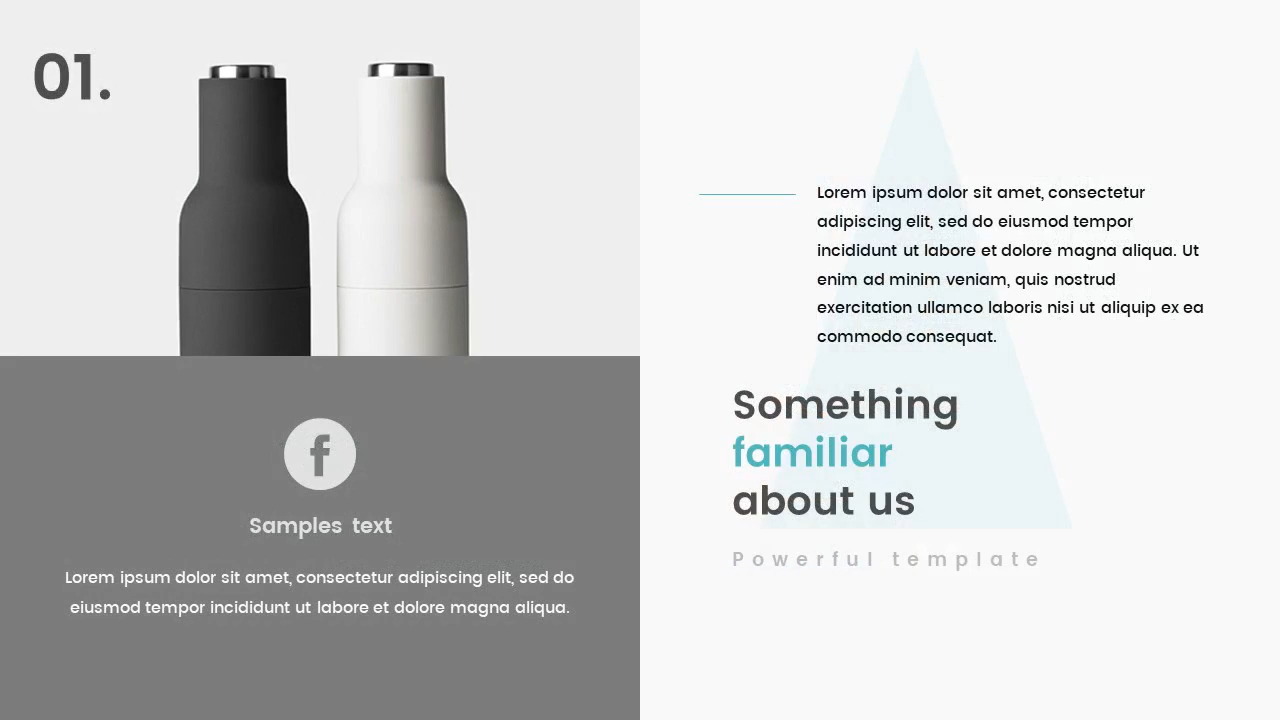 01.
f
Samples text
Lorem ipsum dolor sit amet, consectetur adipiscing elit, sed do
eiusmod tempor incididunt ut labore et dolore magna aliqua.
Lorem ipsum dolor sit amet, consectetur
adipiscing elit, sed do eiusmod tempor
incididunt ut labore et dolore magna aliqua. Ut
enim ad minim veniam, quis nostrud
exercitation ullamco laboris nisi ut aliquip ex ea
commodo consequat.
Something
familiar
about us
Powerful template